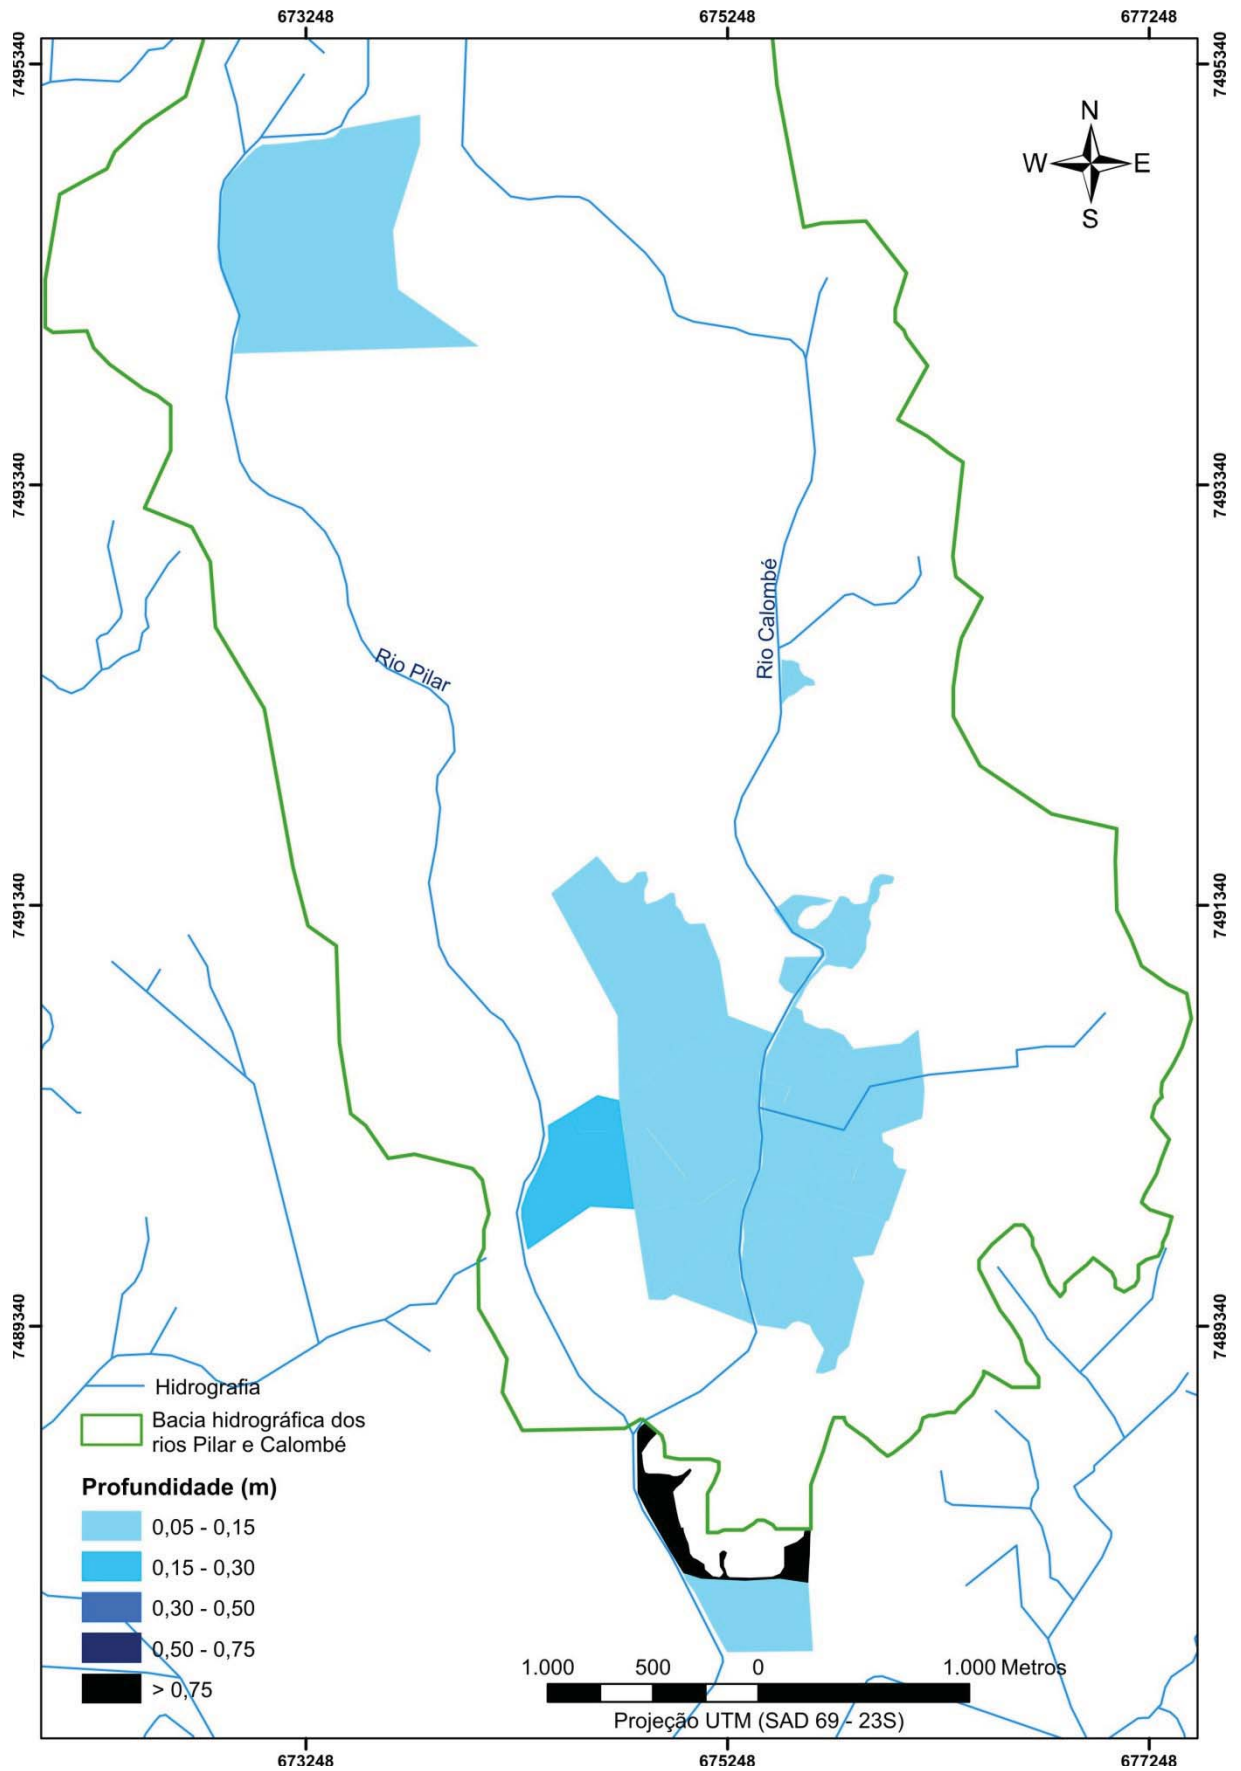 673248 675248 677248
7495340 7495340
N
W E
S
7493340 7493340
Rio Calombé
Rio Pilar
7491340 7491340
7489340 7489340
Hidrografia
Bacia hidrográfica dos
rios Pilar e Calombé
Profundidade (m)
0,05 - 0,15
0,15 - 0,30
0,30 - 0,50
0,50 - 0,75
> 0,75
1.000 500 0 1.000 Metros
Projeção UTM (SAD 69 - 23S)
673248 675248 677248